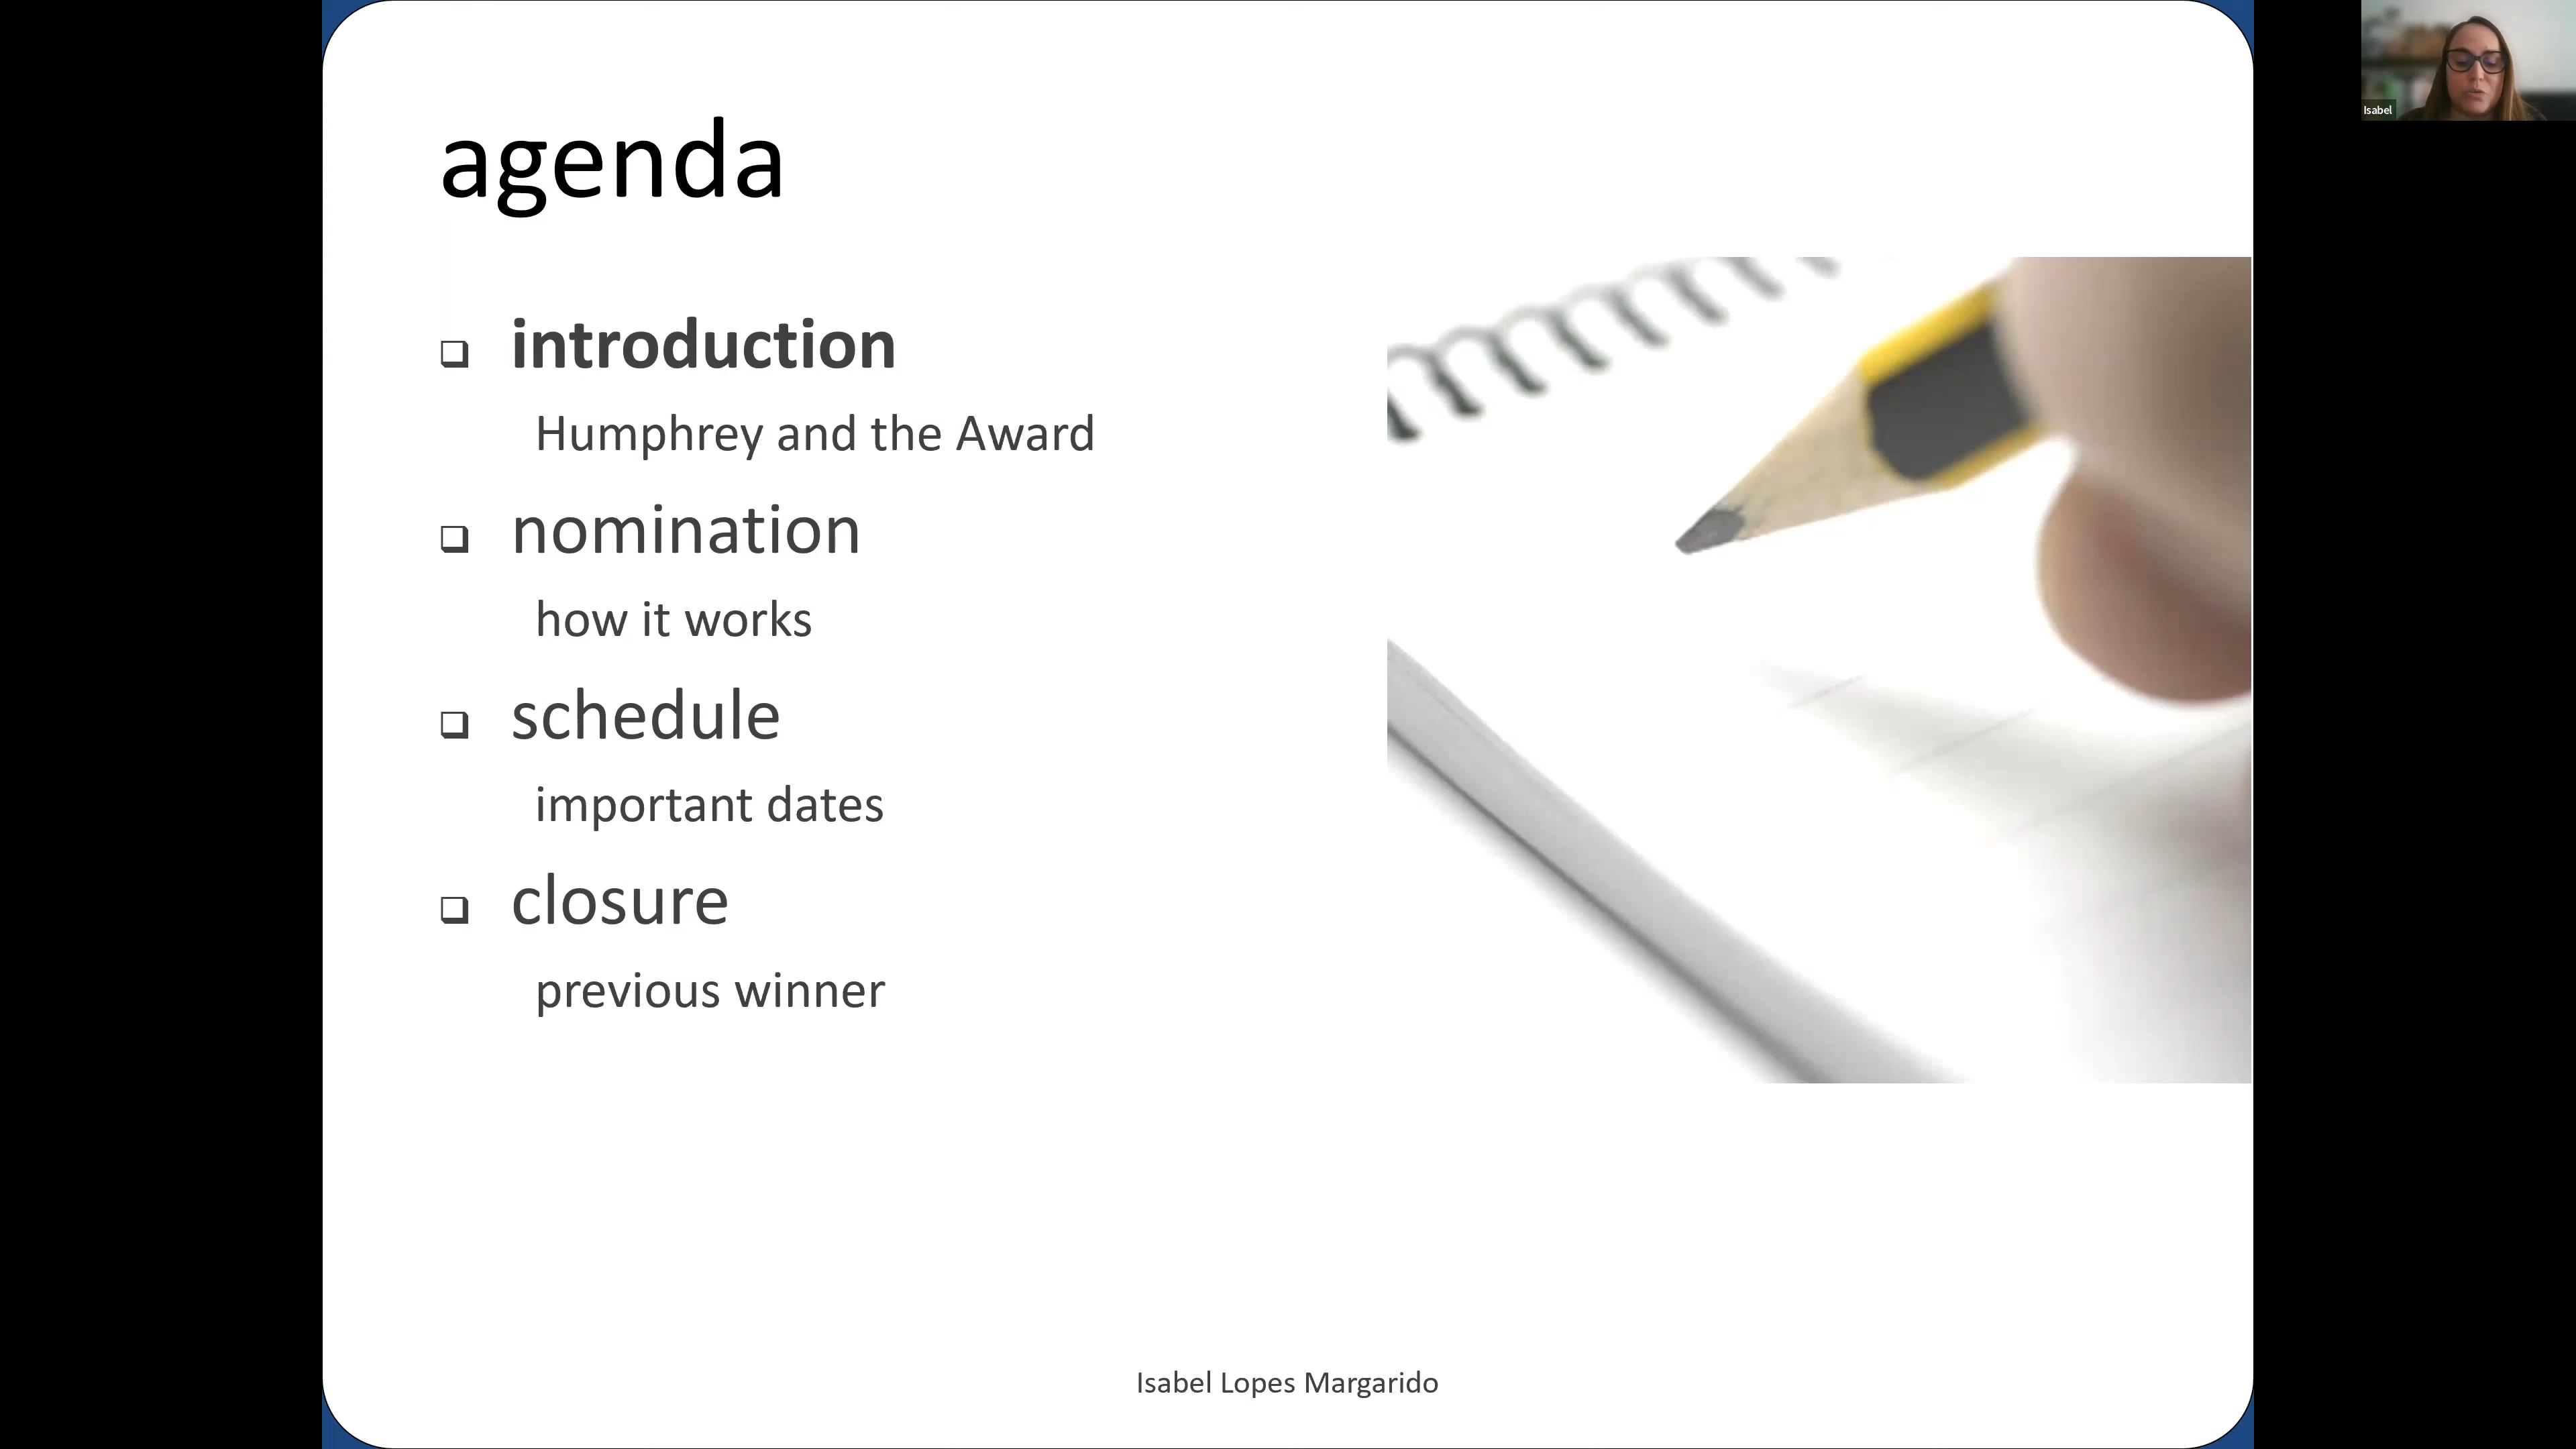 agenda
introduction
Humphrey and the Award
nomination
how it works
schedule
important dates
closure
previous winner
Isabel Lopes Margarido
Isabel